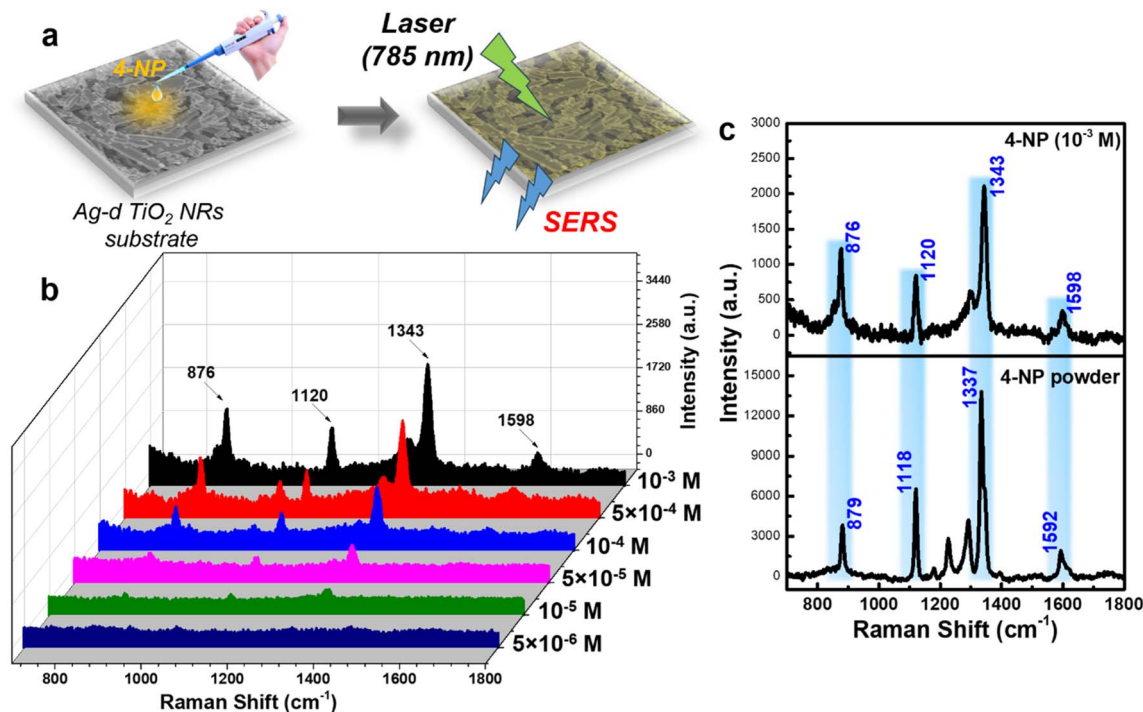 a
4-NP
Ag-d TiO₂ NRs
substrate
Laser
(785 nm)
SERS
b
876
1120
1343
1598
3440
2580
1720
860
0
Intensity (a.u.)
10⁻³ M
5×10⁻⁴ M
10⁻⁴ M
5×10⁻⁵ M
10⁻⁵ M
5×10⁻⁶ M
800 1000 1200 1400 1600 1800
Raman Shift (cm⁻¹)
c
4-NP (10⁻³ M)
3000
2500
2000
1500
1000
500
0
Intensity (a.u.)
876
1120
1343
1598
4-NP powder
15000
12000
9000
6000
3000
0
Intensity (a.u.)
879
1118
1337
1592
800 1000 1200 1400 1600 1800
Raman Shift (cm⁻¹)